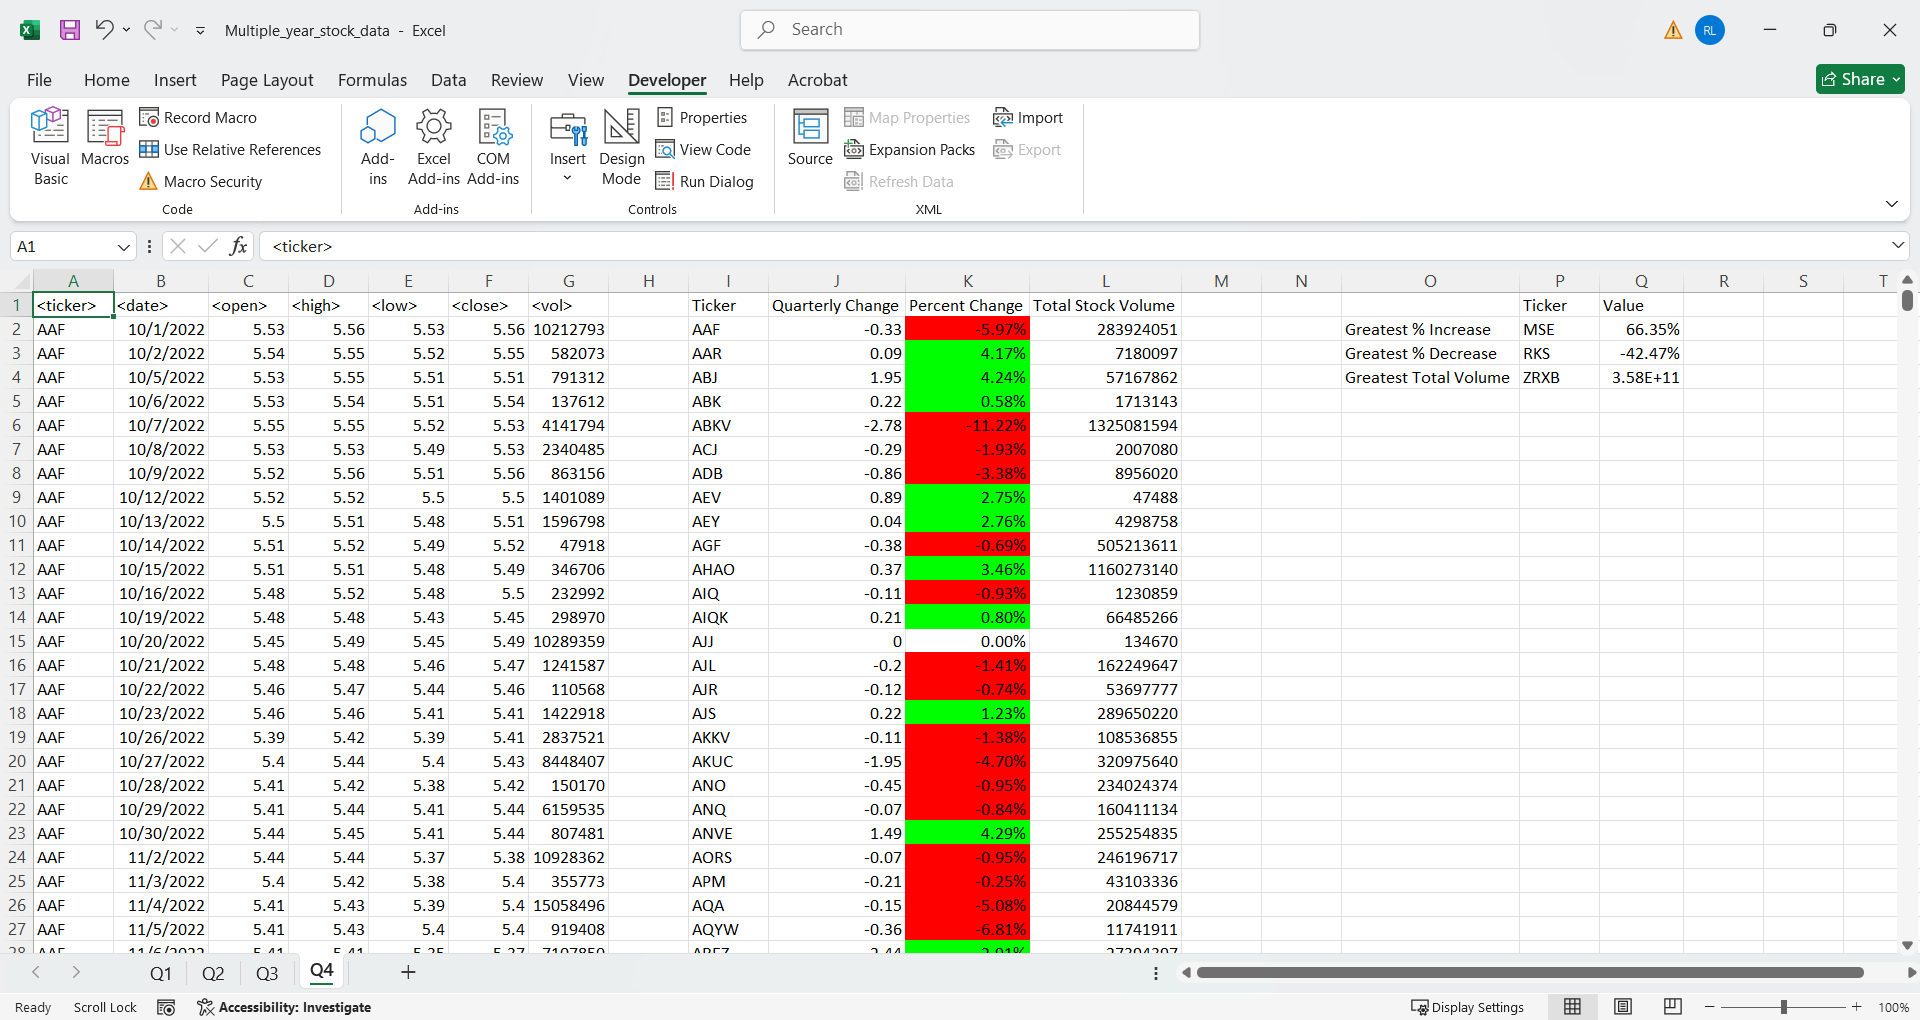 Multiple_year_stock_data - Excel
Search
RL
File Home Insert Page Layout Formulas Data Review View Developer Help Acrobat
Share
Visual Basic
Macros
Record Macro
Use Relative References
Macro Security
Code
Add-ins
Excel Add-ins
COM Add-ins
Add-ins
Insert
Design Mode
Properties
View Code
Run Dialog
Controls
Source
Map Properties
Expansion Packs
Refresh Data
Import
Export
XML
A1 fx <ticker>
A B C D E F G H I J K L M N O P Q R S T
1 <ticker> <date> <open> <high> <low> <close> <vol> Ticker Quarterly Change Percent Change Total Stock Volume Ticker Value
2 AAF 10/1/2022 5.53 5.56 5.53 5.56 10212793 AAF -0.33 -5.97% 283924051 Greatest % Increase MSE 66.35%
3 AAF 10/2/2022 5.54 5.55 5.52 5.55 582073 AAR 0.09 4.17% 7180097 Greatest % Decrease RKS -42.47%
4 AAF 10/5/2022 5.53 5.55 5.51 5.51 791312 ABJ 1.95 4.24% 57167862 Greatest Total Volume ZRXB 3.58E+11
5 AAF 10/6/2022 5.53 5.54 5.51 5.54 137612 ABK 0.22 0.58% 1713143
6 AAF 10/7/2022 5.55 5.55 5.52 5.53 4141794 ABKV -2.78 -11.22% 1325081594
7 AAF 10/8/2022 5.53 5.53 5.49 5.53 2340485 ACJ -0.29 -1.93% 2007080
8 AAF 10/9/2022 5.52 5.56 5.51 5.56 863156 ADB -0.86 -3.38% 8956020
9 AAF 10/12/2022 5.52 5.52 5.5 5.5 1401089 AEV 0.89 2.75% 47488
10 AAF 10/13/2022 5.5 5.51 5.48 5.51 1596798 AEY 0.04 2.76% 4298758
11 AAF 10/14/2022 5.51 5.52 5.49 5.52 47918 AGF -0.38 -0.69% 505213611
12 AAF 10/15/2022 5.51 5.51 5.48 5.49 346706 AHAO 0.37 3.46% 1160273140
13 AAF 10/16/2022 5.48 5.52 5.48 5.5 232992 AIQ -0.11 -0.93% 1230859
14 AAF 10/19/2022 5.48 5.48 5.43 5.45 298970 AIQK 0.21 0.80% 66485266
15 AAF 10/20/2022 5.45 5.49 5.45 5.49 10289359 AJJ 0 0.00% 134670
16 AAF 10/21/2022 5.48 5.48 5.46 5.47 1241587 AJL -0.2 -1.41% 162249647
17 AAF 10/22/2022 5.46 5.47 5.44 5.46 110568 AJR -0.12 -0.74% 53697777
18 AAF 10/23/2022 5.46 5.46 5.41 5.41 1422918 AJS 0.22 1.23% 289650220
19 AAF 10/26/2022 5.39 5.42 5.39 5.41 2837521 AKKV -0.11 -1.38% 108536855
20 AAF 10/27/2022 5.4 5.44 5.4 5.43 8448407 AKUC -1.95 -4.70% 320975640
21 AAF 10/28/2022 5.41 5.42 5.38 5.42 150170 ANO -0.45 -0.95% 234024374
22 AAF 10/29/2022 5.41 5.44 5.41 5.44 6159535 ANQ -0.07 -0.84% 160411134
23 AAF 10/30/2022 5.44 5.45 5.41 5.44 807481 ANVE 1.49 4.29% 255254835
24 AAF 11/2/2022 5.44 5.44 5.37 5.38 10928362 AORS -0.07 -0.95% 246196717
25 AAF 11/3/2022 5.4 5.42 5.38 5.4 355773 APM -0.21 -0.25% 43103336
26 AAF 11/4/2022 5.41 5.43 5.39 5.4 15058496 AQA -0.15 -5.08% 20844579
27 AAF 11/5/2022 5.41 5.43 5.4 5.4 919408 AQYW -0.36 -6.81% 11741911
28 AAF 11/6/2022 5.41 5.41
Q1 Q2 Q3 Q4
Ready Scroll Lock Accessibility: Investigate Display Settings 100%